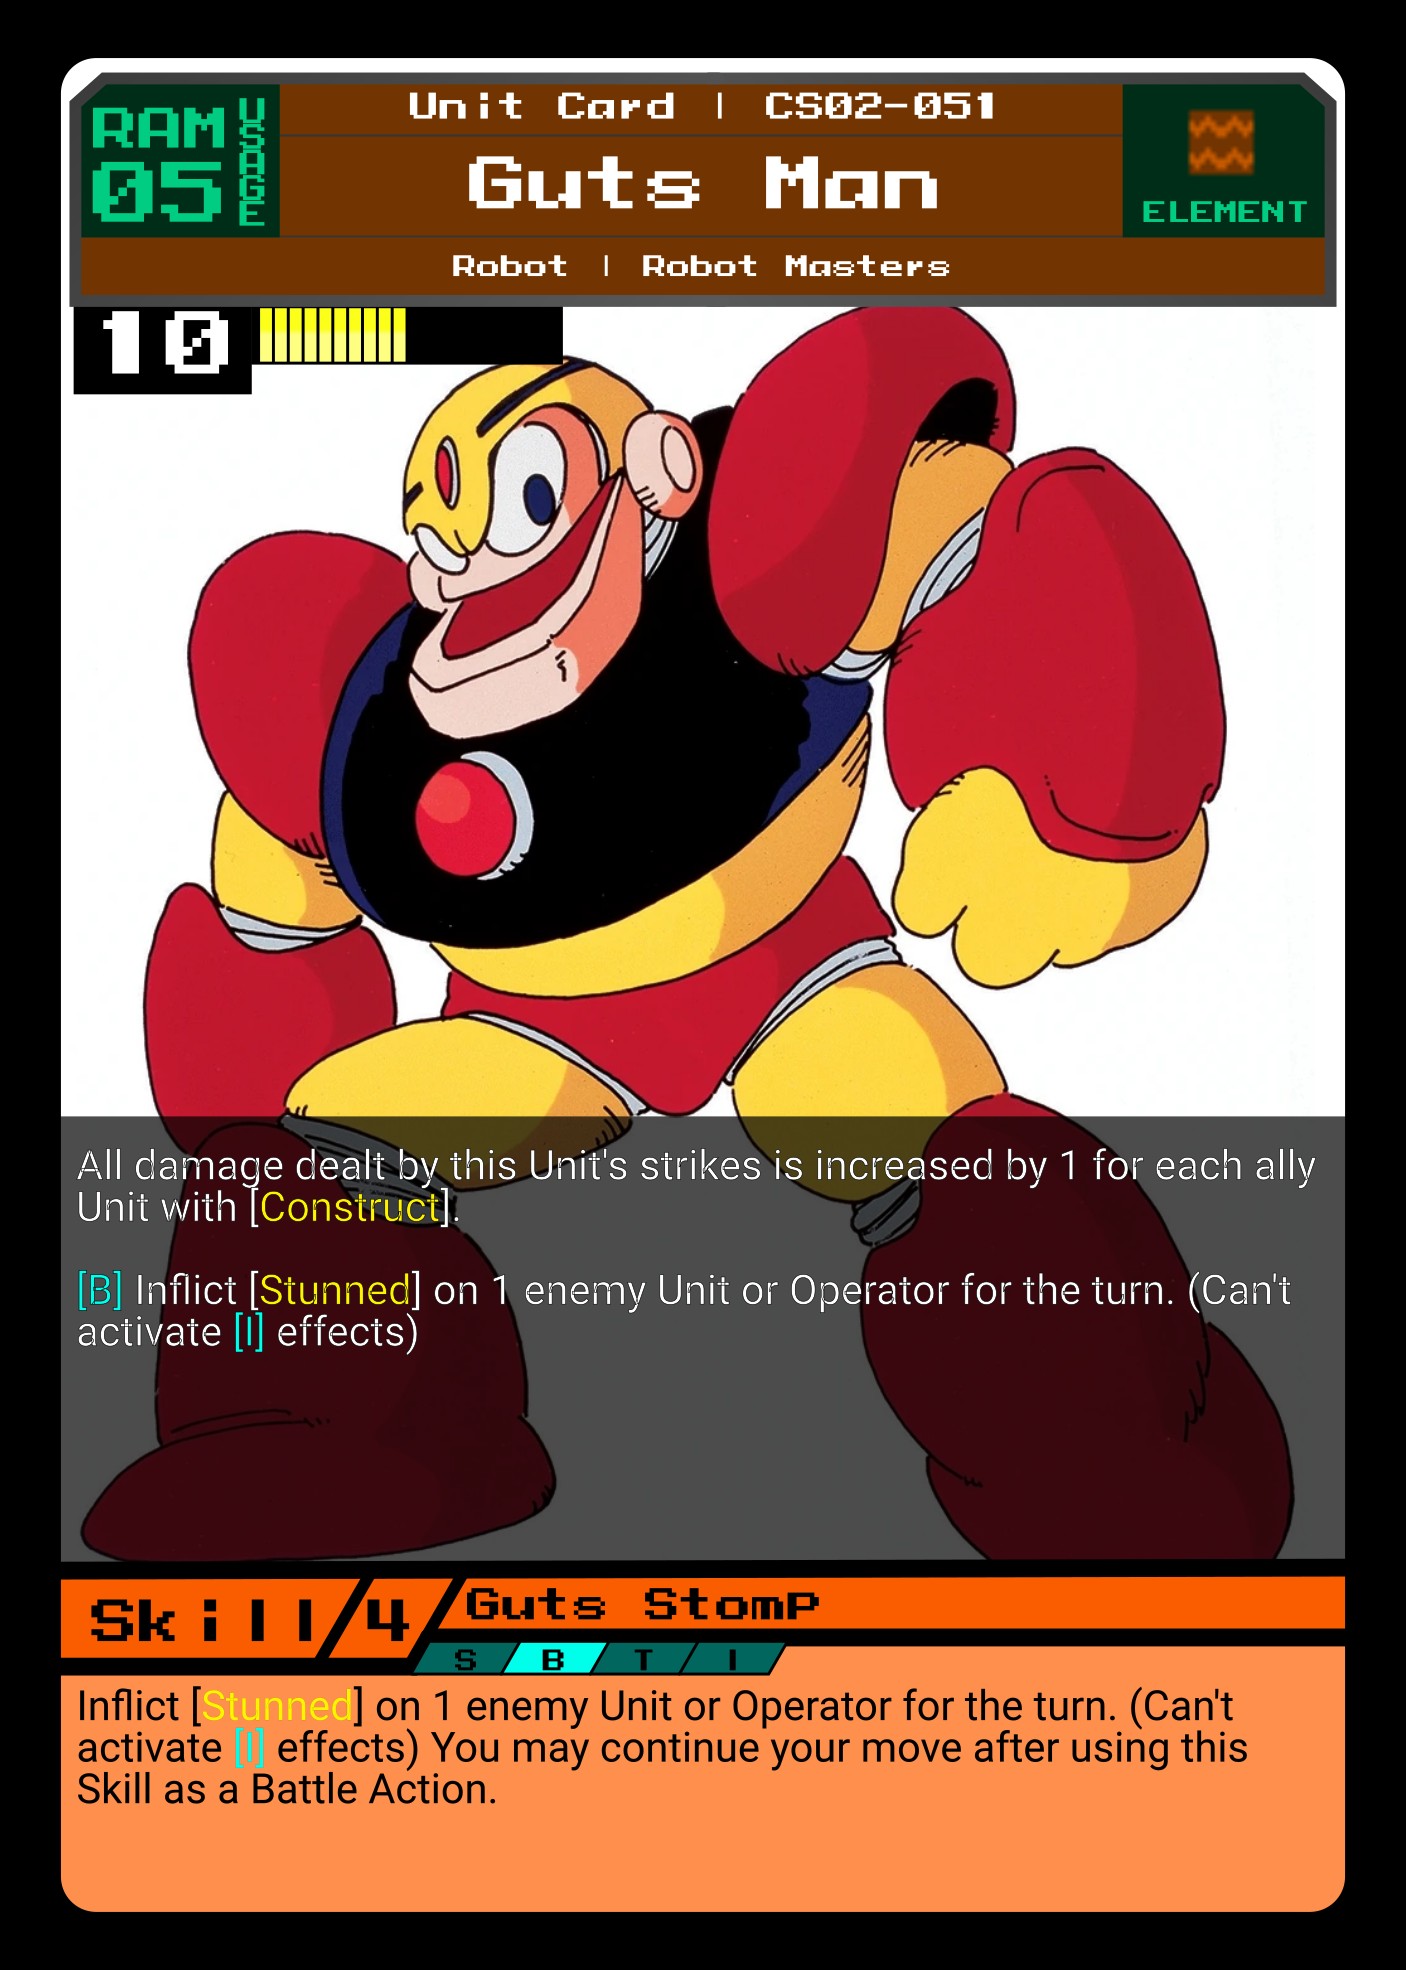 RAM
05
USAGE
Unit Card | CS02-051
Guts Man
ELEMENT
Robot | Robot Masters
10
All damage dealt by this Unit's strikes is increased by 1 for each ally
Unit with [Construct].
[B] Inflict [Stunned] on 1 enemy Unit or Operator for the turn. (Can't
activate [I] effects)
Skill/4
Guts Stomp
S B T I
Inflict [Stunned] on 1 enemy Unit or Operator for the turn. (Can't
activate [I] effects) You may continue your move after using this
Skill as a Battle Action.